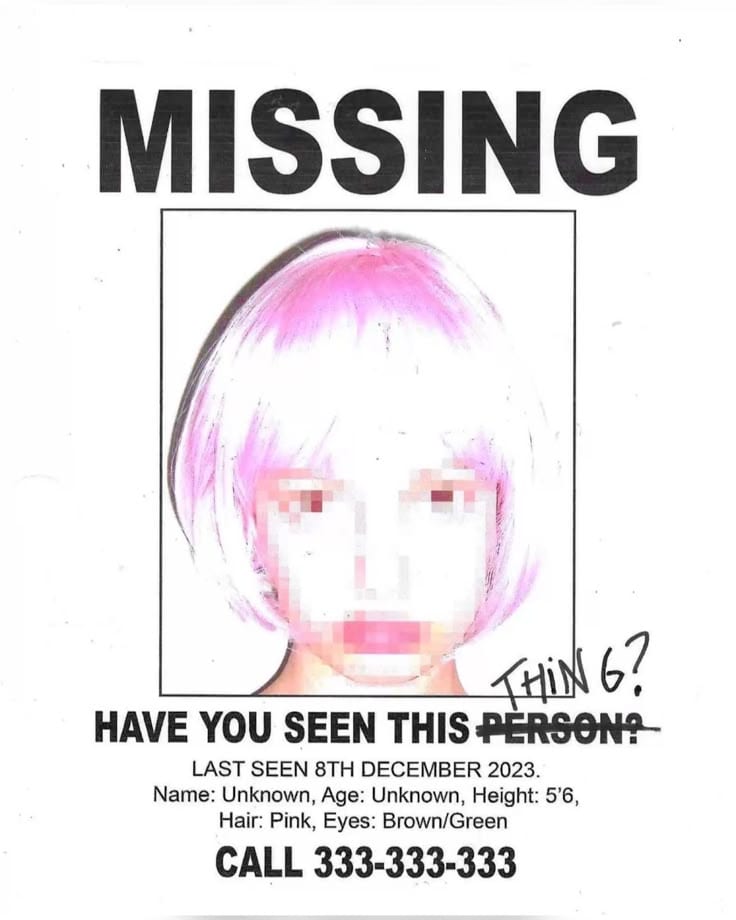 MISSING
THING?
HAVE YOU SEEN THIS PERSON?
LAST SEEN 8TH DECEMBER 2023.
Name: Unknown, Age: Unknown, Height: 5'6,
Hair: Pink, Eyes: Brown/Green
CALL 333-333-333